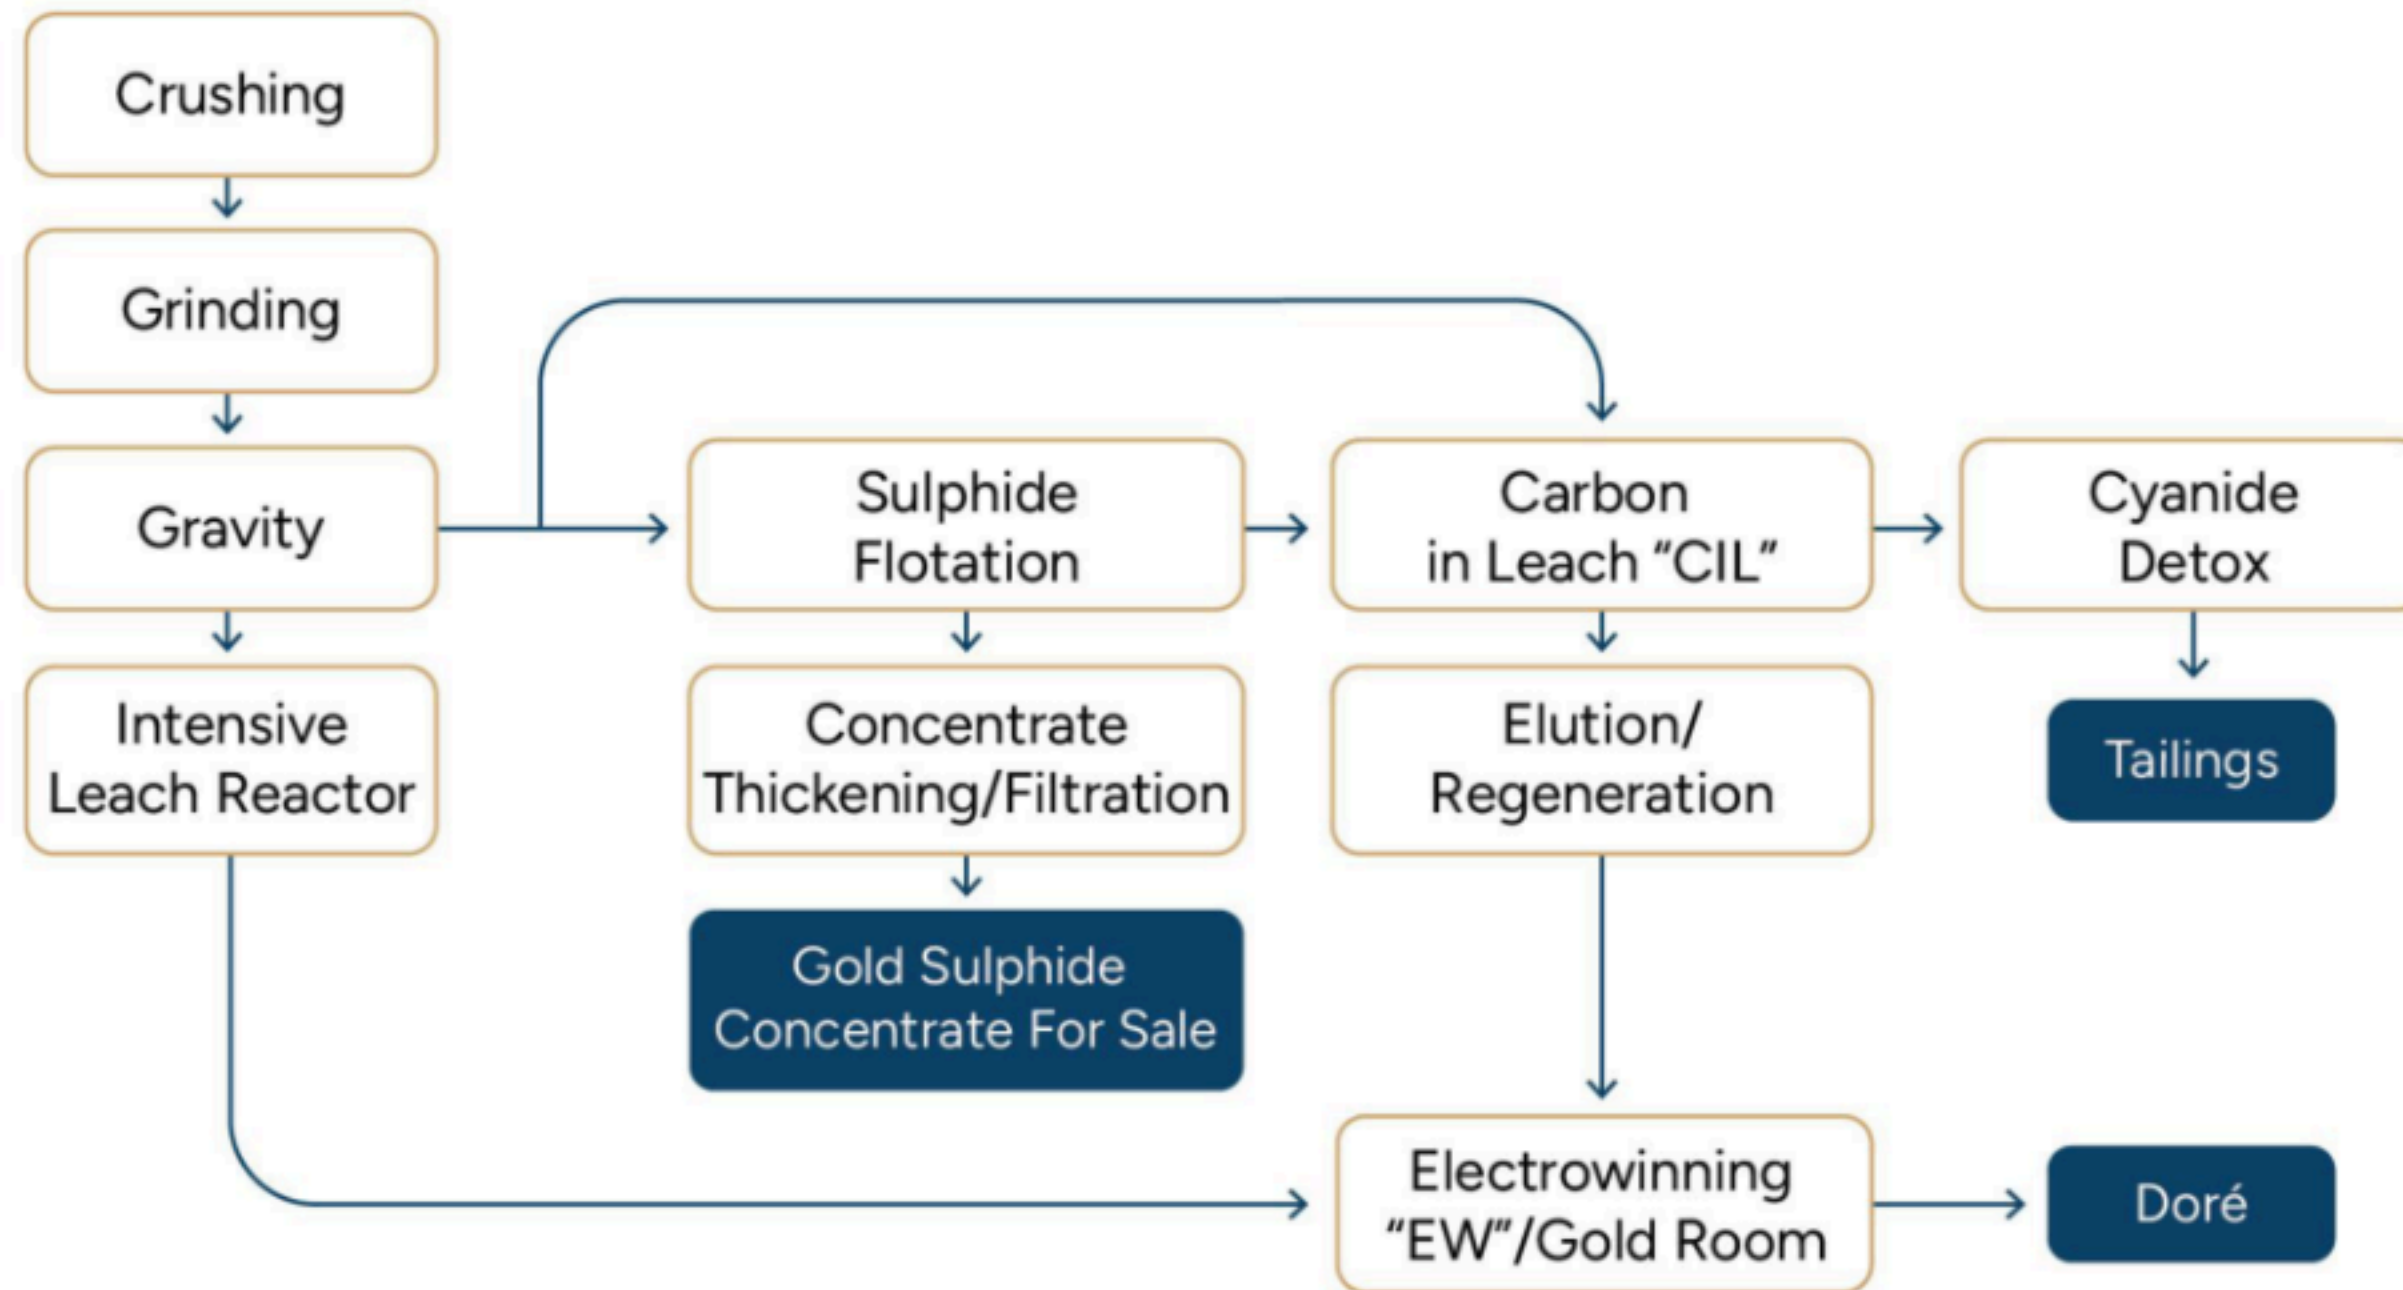 Crushing
Grinding
Gravity
Sulphide
Flotation
Carbon
in Leach “CIL”
Cyanide
Detox
Intensive
Leach Reactor
Concentrate
Thickening/Filtration
Elution/
Regeneration
Tailings
Gold Sulphide
Concentrate For Sale
Electrowinning
“EW”/Gold Room
Doré